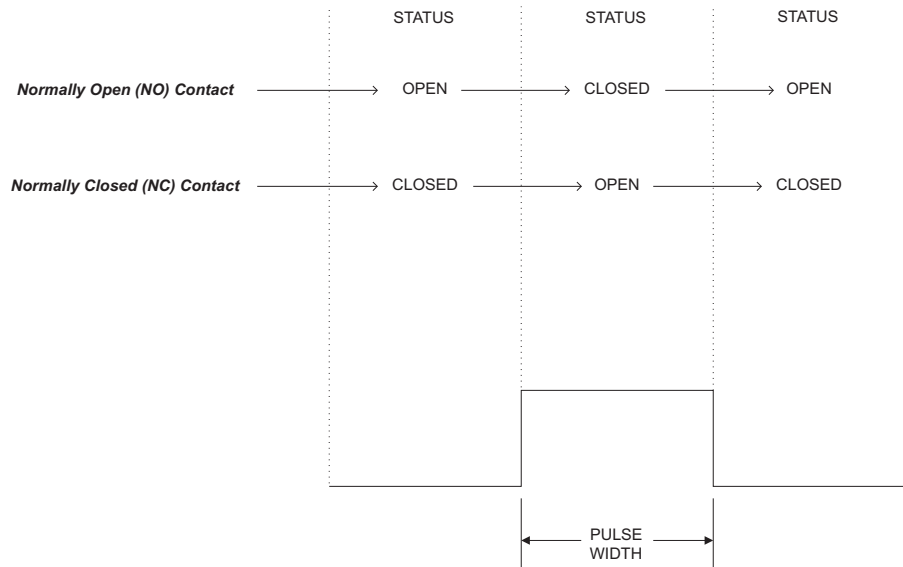 STATUS STATUS STATUS
Normally Open (NO) Contact OPEN CLOSED OPEN
Normally Closed (NC) Contact CLOSED OPEN CLOSED
PULSE
WIDTH